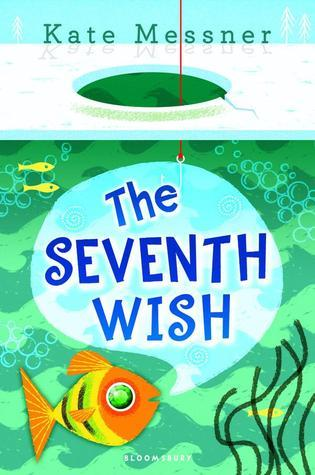 Kate Messner
The
SEVENTH
WISH
BLOOMSBURY